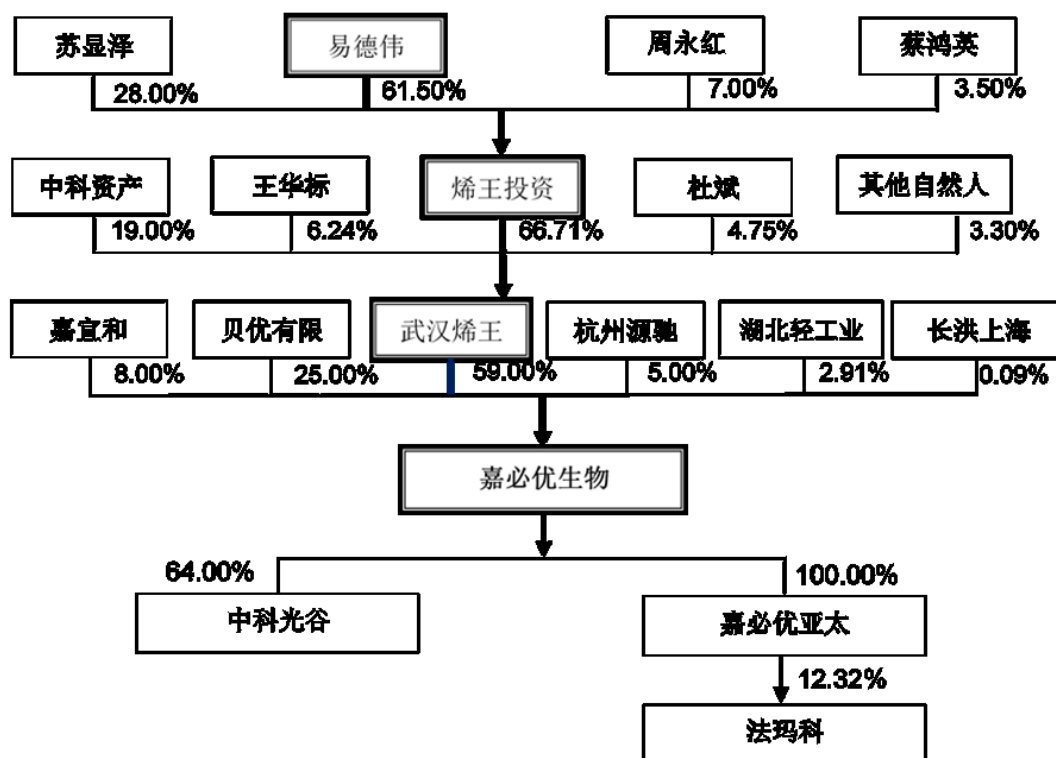 苏显泽 易德伟 周永红 蔡鸿英
28.00% 61.50% 7.00% 3.50%
中科资产 王华标 烯王投资 杜斌 其他自然人
19.00% 6.24% 66.71% 4.75% 3.30%
嘉宜和 贝优有限 武汉烯王 杭州源驰 湖北轻工业 长洪上海
8.00% 25.00% 59.00% 5.00% 2.91% 0.09%
嘉必优生物
64.00% 100.00%
中科光谷 嘉必优亚太
12.32%
法玛科